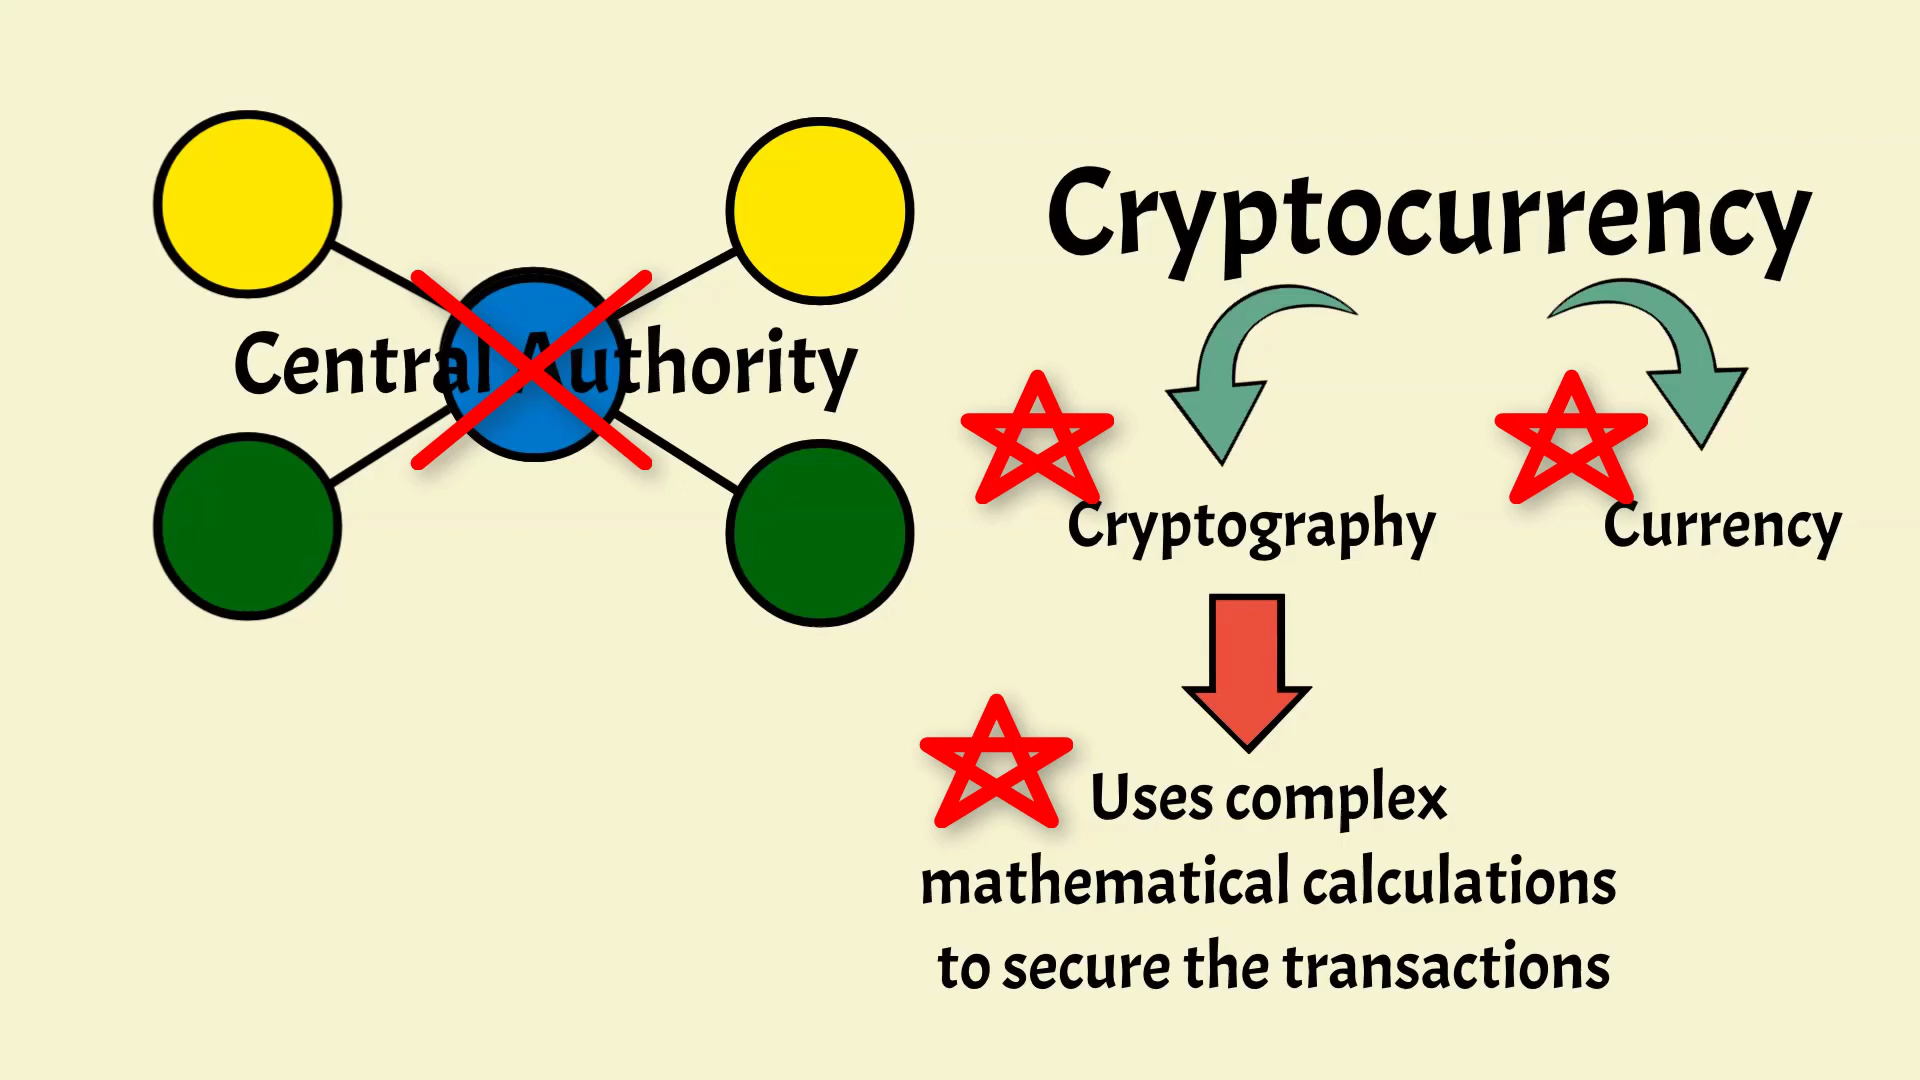 Central Authority
Cryptocurrency
Cryptography
Currency
Uses complex
mathematical calculations
to secure the transactions